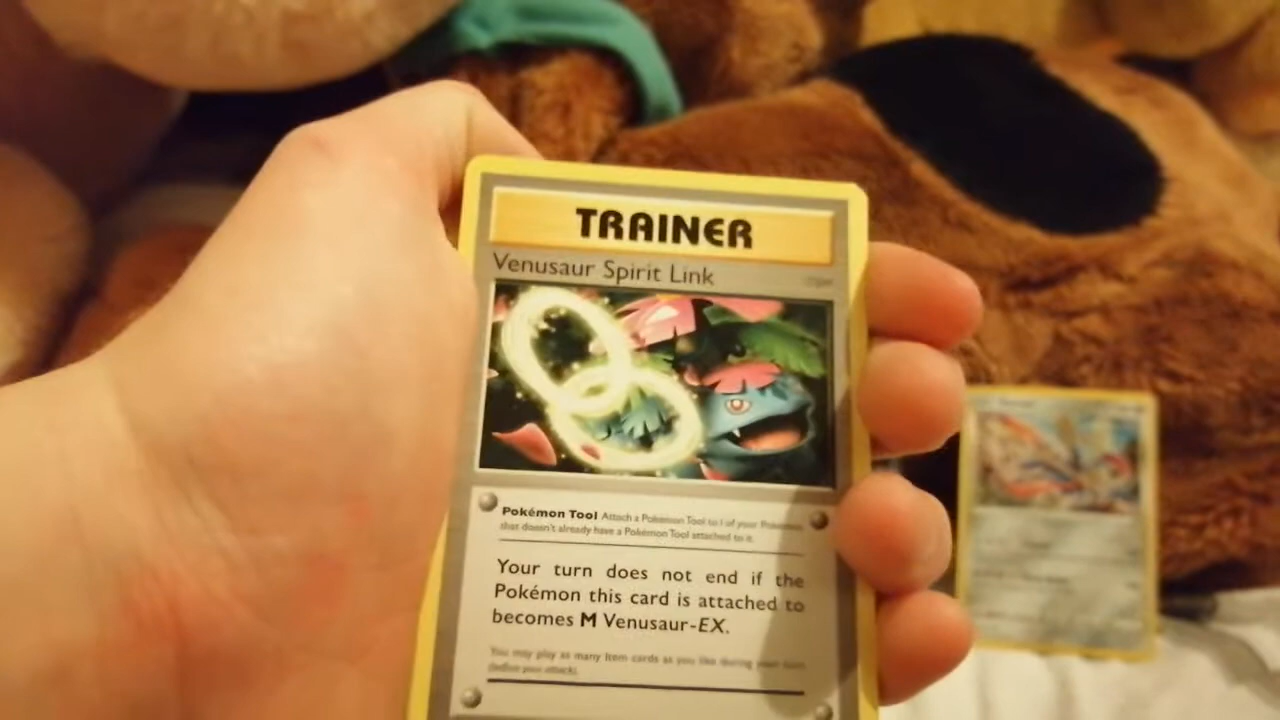 TRAINER
Venusaur Spirit Link
Pokémon Tool Attach a Pokémon Tool to 1 of your Pokémon
that doesn't already have a Pokémon Tool attached to it.
Your turn does not end if the
Pokémon this card is attached to
becomes M Venusaur-EX.
You may play as many Item cards as you like during your turn
(before your attack).